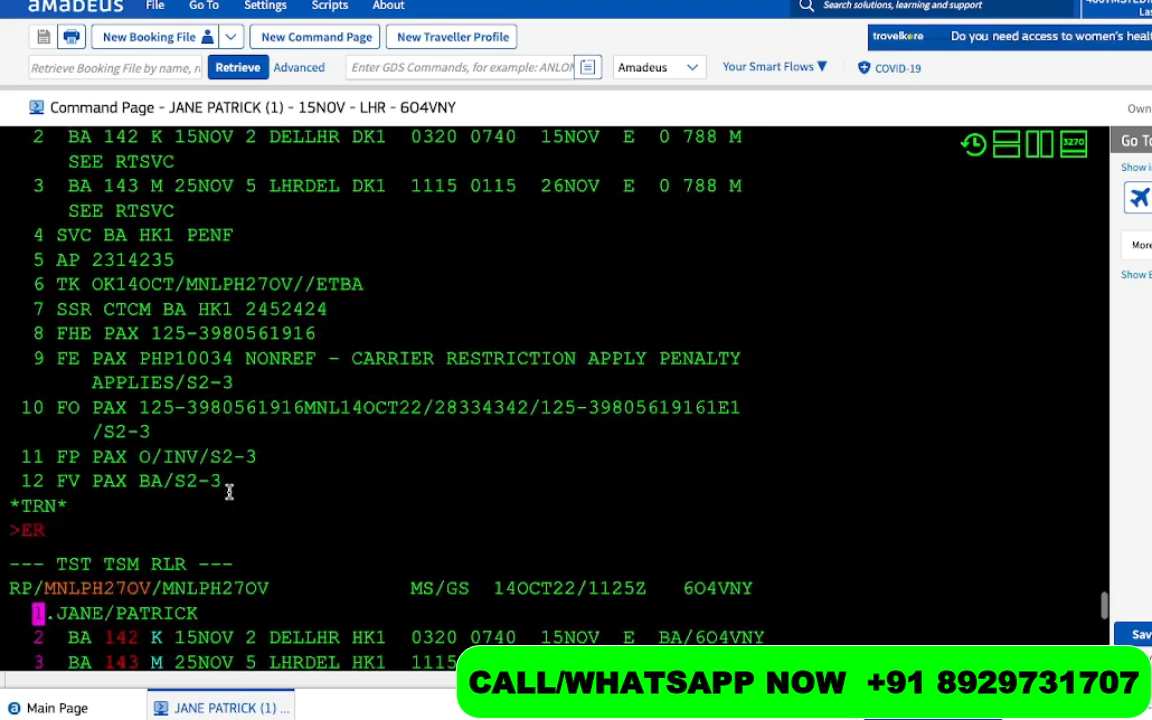 amadeus File Go To Settings Scripts About Search solutions, learning and support
New Booking File New Command Page New Traveller Profile travelkore Do you need access to women's
Retrieve Booking File by name, Retrieve Advanced Enter GDS Commands, for example: Amadeus Your Smart Flows COVID-19
Command Page - JANE PATRICK (1) - 15NOV - LHR - 6O4VNY
2 BA 142 K 15NOV 2 DELLHR DK1 0320 0740 15NOV E 0 788 M
SEE RTSVC
3 BA 143 M 25NOV 5 LHRDEL DK1 1115 0115 26NOV E 0 788 M
SEE RTSVC
4 SVC BA HK1 PENF
5 AP 2314235
6 TK OK14OCT/MNLPH27OV//ETBA
7 SSR CTCM BA HK1 2452424
8 FHE PAX 125-3980561916
9 FE PAX PHP10034 NONREF - CARRIER RESTRICTION APPLY PENALTY
APPLIES/S2-3
10 FO PAX 125-3980561916MNL14OCT22/28334342/125-39805619161E1
/S2-3
11 FP PAX O/INV/S2-3
12 FV PAX BA/S2-3
*TRN*
>ER
--- TST TSM RLR ---
RP/MNLPH27OV/MNLPH27OV MS/GS 14OCT22/1125Z 6O4VNY
1.JANE/PATRICK
2 BA 142 K 15NOV 2 DELLHR HK1 0320 0740 15NOV E BA/6O4VNY
3 BA 143 M 25NOV 5 LHRDEL HK1
3270
Go
Show
More
Show
CALL/WHATSAPP NOW +91 8929731707
Main Page JANE PATRICK (1) ...